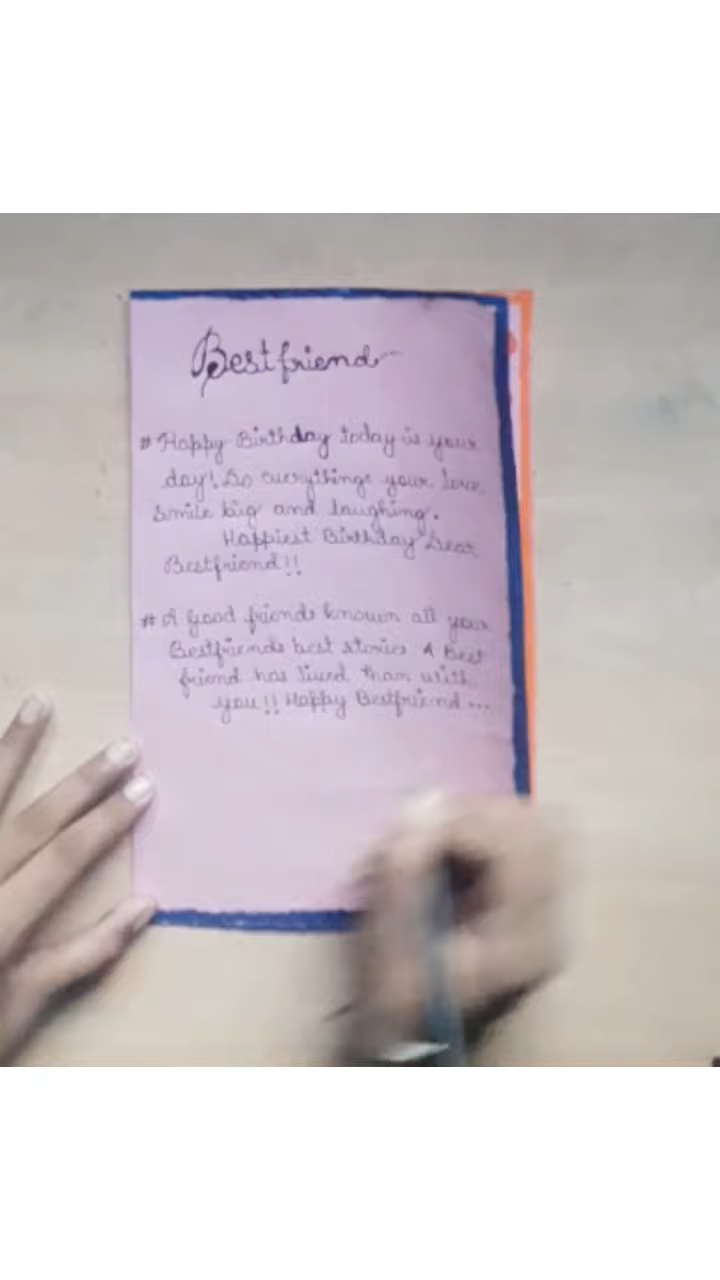 Bestfriend
# Happy Birthday today is your
day! So everythings your love
Smile big and laughing.
Happiest Birthday Dear
Bestfriend!!
# A good friends known all your
Bestfriends best stories A Best
friend has lived than with
you!! Happy Bestfriend...